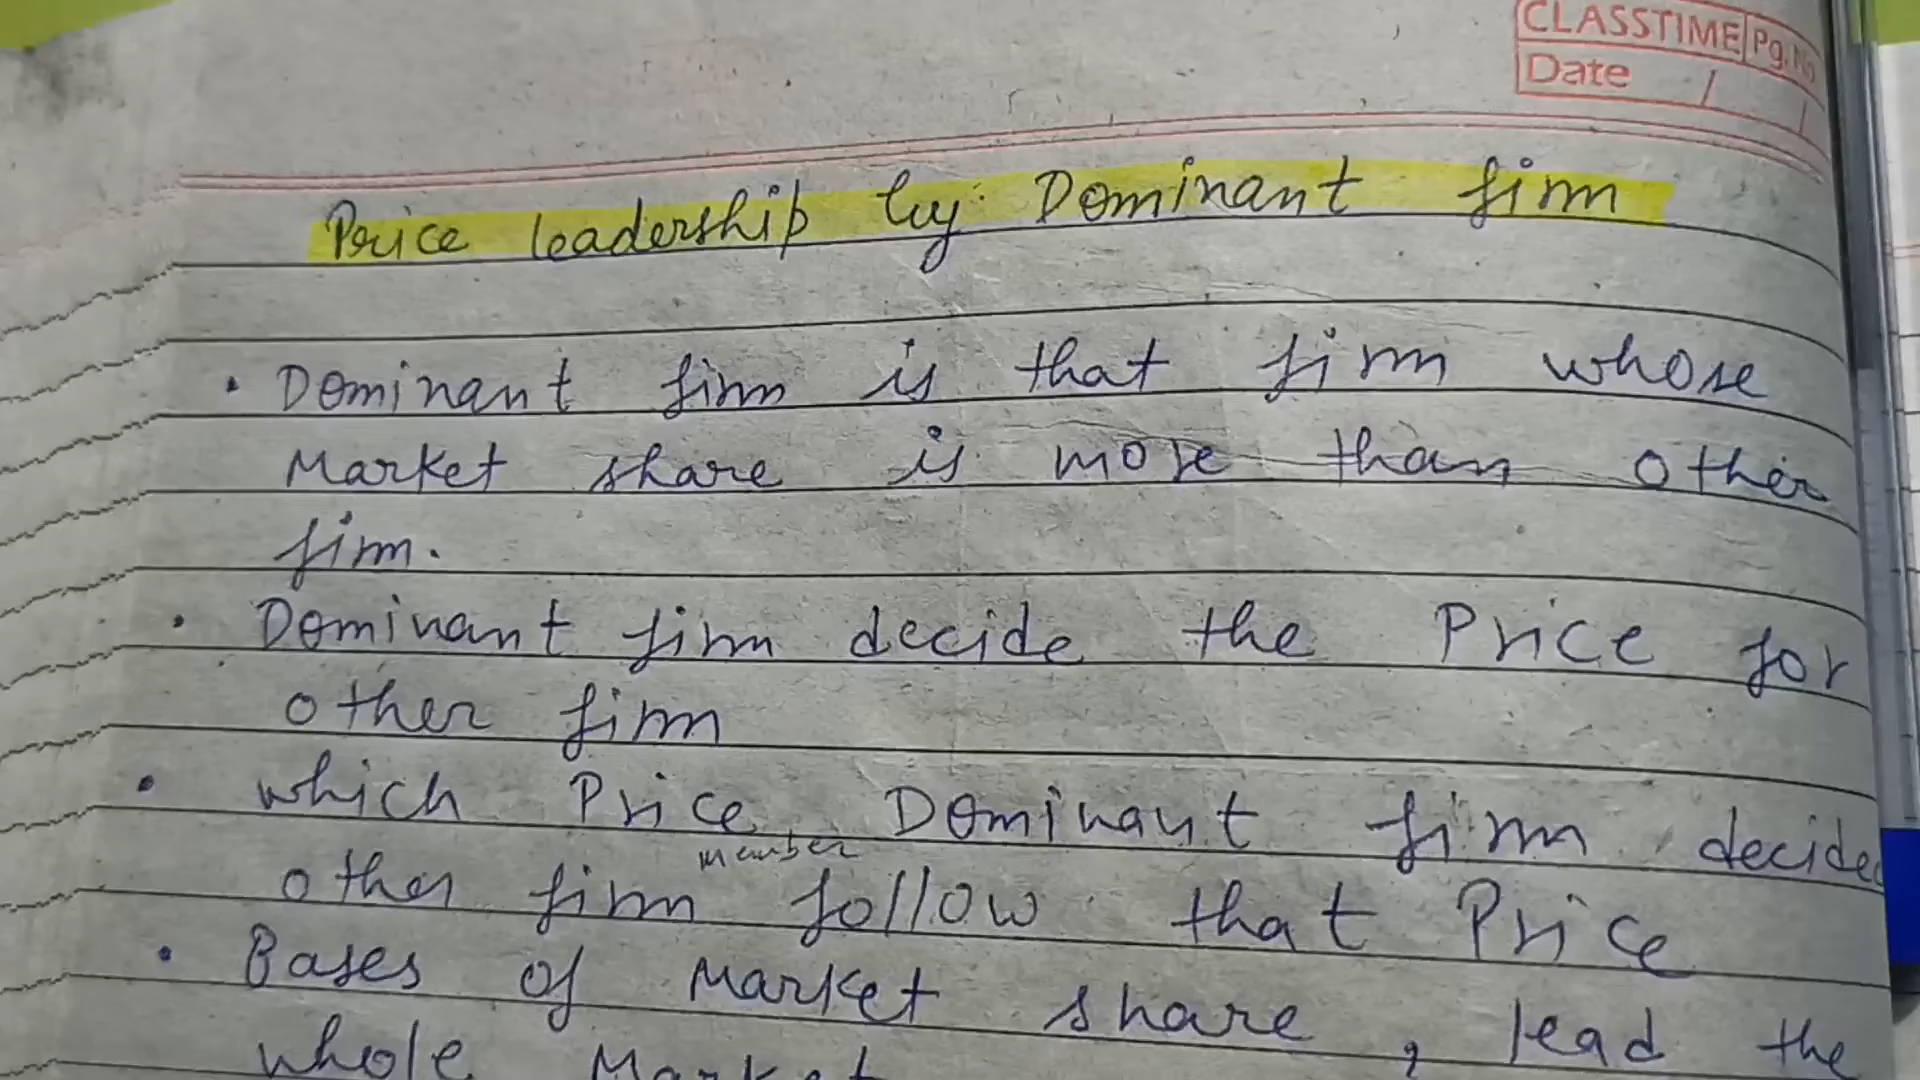 CLASSTIME Pg. No
Date / /
Price leadership by Dominant firm
• Dominant firm is that firm whose
Market share is more than other
firm.
• Dominant firm decide the Price for
other firm
• which Price Dominant firm decide
member
other firm follow that Price
• Bases of Market share, lead the
whole Market